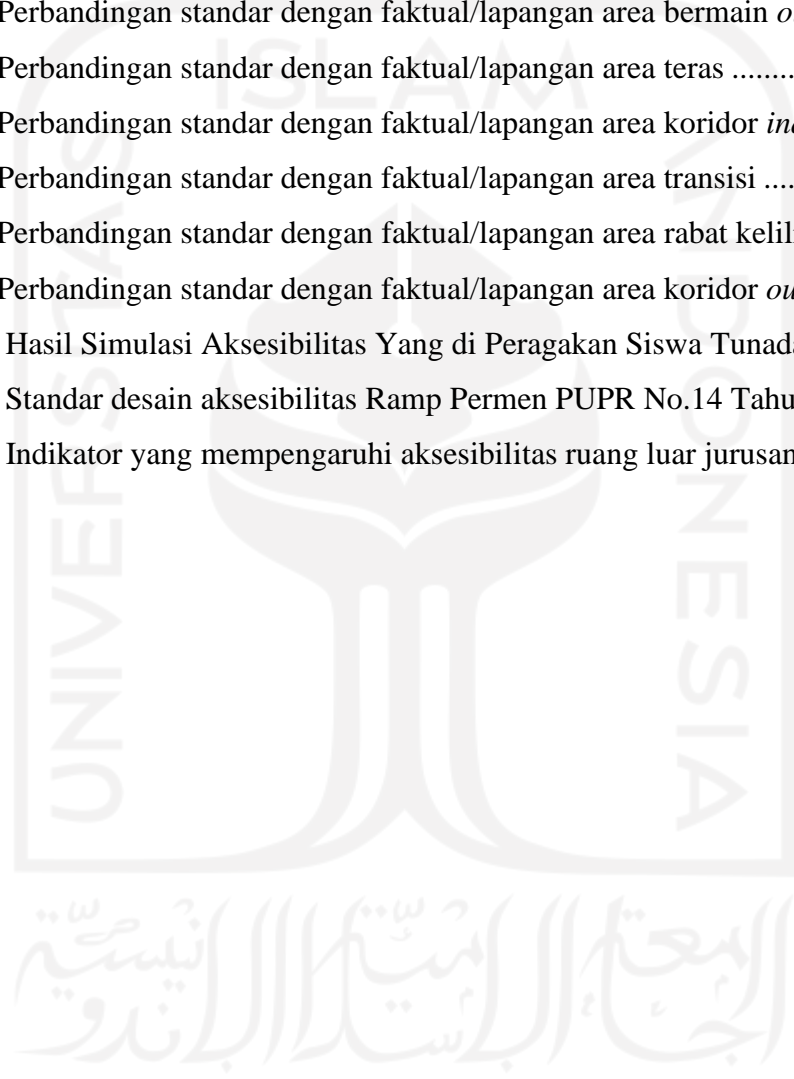 Perbandingan standar dengan faktual/lapangan area bermain
Perbandingan standar dengan faktual/lapangan area teras ........
Perbandingan standar dengan faktual/lapangan area koridor
Perbandingan standar dengan faktual/lapangan area transisi ....
Perbandingan standar dengan faktual/lapangan area rabat
Perbandingan standar dengan faktual/lapangan area koridor
Hasil Simulasi Aksesibilitas Yang di Peragakan Siswa
Standar desain aksesibilitas Ramp Permen PUPR No.14
Indikator yang mempengaruhi aksesibilitas ruang luar jurusan
ISLAM
UNIVERSITAS
INDONESIA